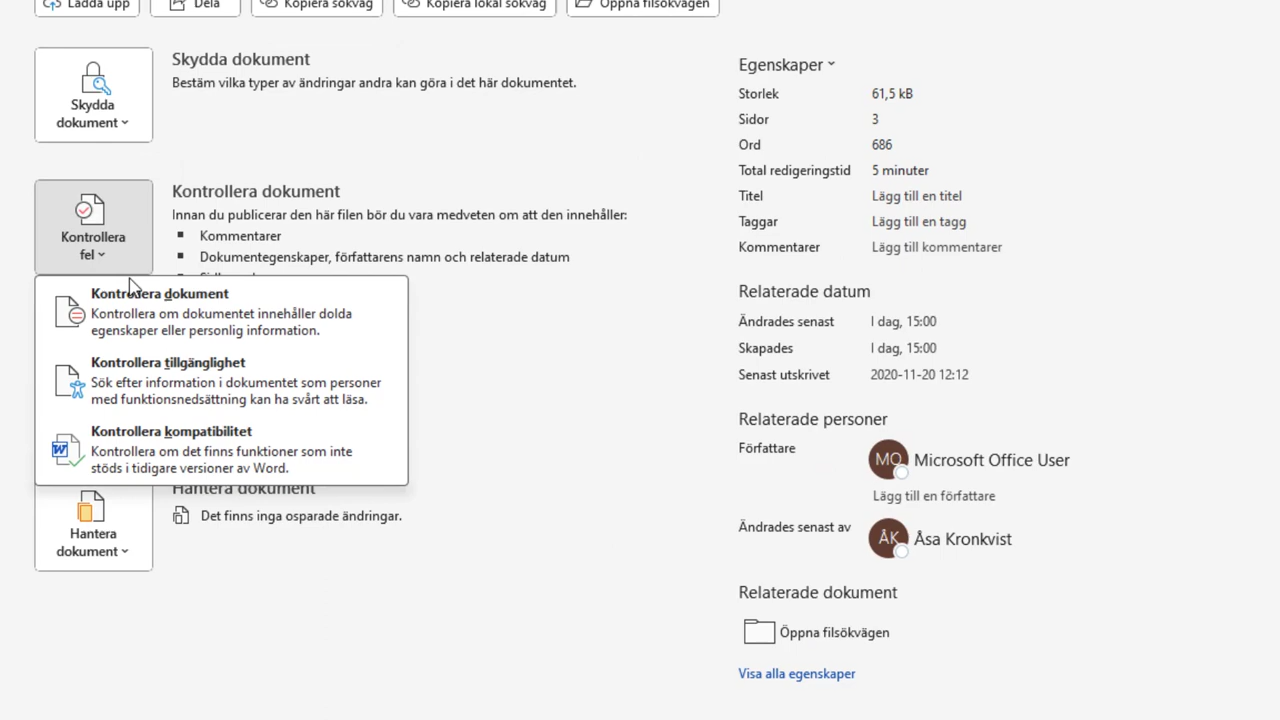 Ladda upp
Dela
Kopiera sökväg
Kopiera lokal sökväg
Öppna filsökvägen
Skydda dokument
Skydda dokument
Bestäm vilka typer av ändringar andra kan göra i det här dokumentet.
Kontrollera fel
Kontrollera dokument
Innan du publicerar den här filen bör du vara medveten om att den innehåller:
Kommentarer
Dokumentegenskaper, författarens namn och relaterade datum
Kontrollera dokument
Kontrollera om dokumentet innehåller dolda
egenskaper eller personlig information.
Kontrollera tillgänglighet
Sök efter information i dokumentet som personer
med funktionsnedsättning kan ha svårt att läsa.
Kontrollera kompatibilitet
Kontrollera om det finns funktioner som inte
stöds i tidigare versioner av Word.
Hantera dokument
Hantera
dokument
Det finns inga osparade ändringar.
Egenskaper
Storlek 61,5 kB
Sidor 3
Ord 686
Total redigeringstid 5 minuter
Titel Lägg till en titel
Taggar Lägg till en tagg
Kommentarer Lägg till kommentarer
Relaterade datum
Ändrades senast I dag, 15:00
Skapades I dag, 15:00
Senast utskrivet 2020-11-20 12:12
Relaterade personer
Författare
MO Microsoft Office User
Lägg till en författare
Ändrades senast av
ÅK Åsa Kronkvist
Relaterade dokument
Öppna filsökvägen
Visa alla egenskaper